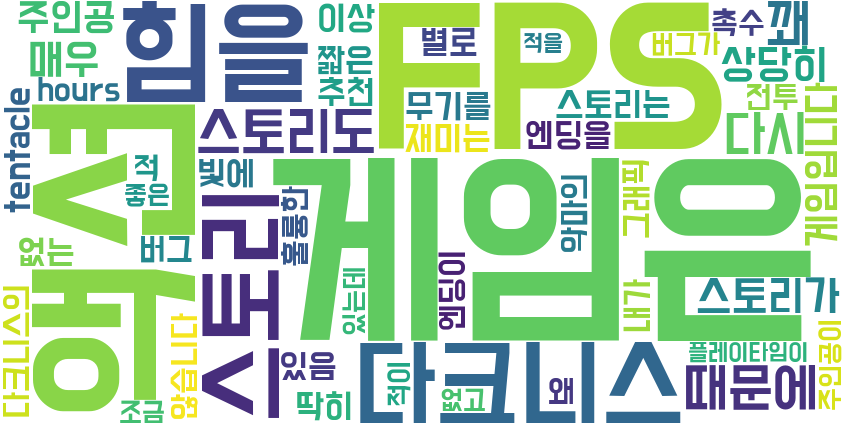 주인공
힘을
이상
FPS
촉수
꽤
매우
짧은
별로
적을
버그가
상당히
hours
추천
무기를
스토리는
전투
tentacle
스토리도
재미는
엔딩을
다시
게임입니다
적
빛에
게임은
악마의
그래픽
좋은
훌륭한
없는
버그
스토리
있는데
엔딩이
내가
스토리가
다크니스의
않습니다
있음
다크니스
플레이타임이
때문에
주인공이
조금
딱히
적이
없고
왜